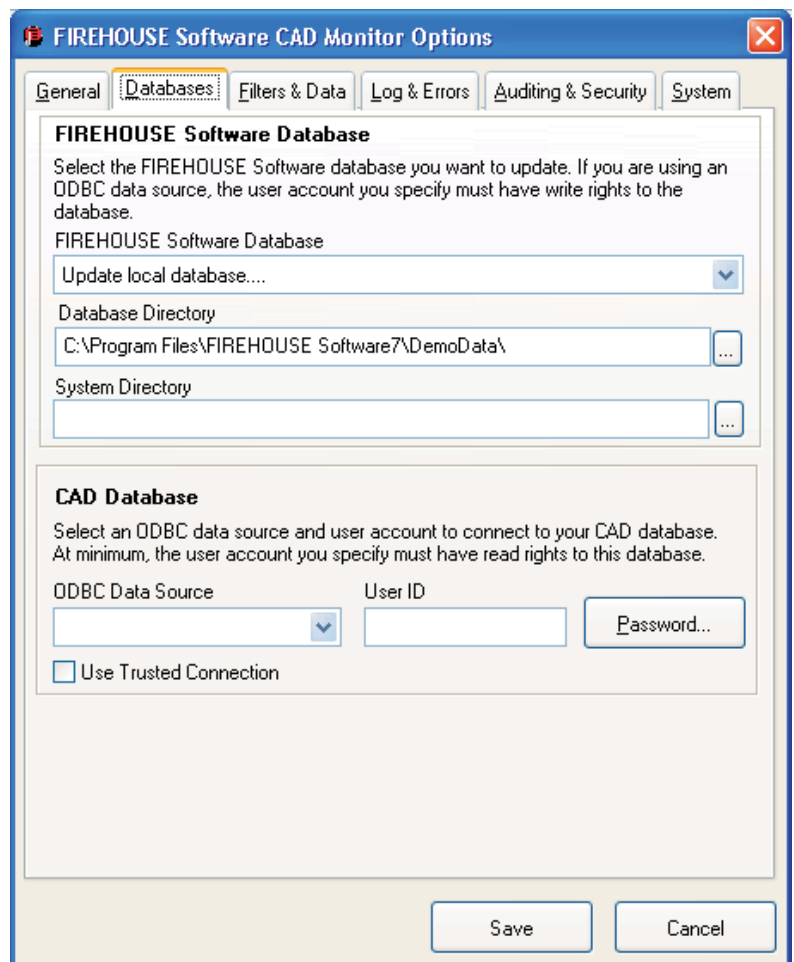 FIREHOUSE Software CAD Monitor Options
General Databases Filters & Data Log & Errors Auditing & Security System
FIREHOUSE Software Database
Select the FIREHOUSE Software database you want to update. If you are using an
ODBC data source, the user account you specify must have write rights to the
database.
FIREHOUSE Software Database
Update local database....
Database Directory
C:\Program Files\FIREHOUSE Software7\DemoData\
...
System Directory
...
CAD Database
Select an ODBC data source and user account to connect to your CAD database.
At minimum, the user account you specify must have read rights to this database.
ODBC Data Source User ID
Password...
Use Trusted Connection
Save Cancel